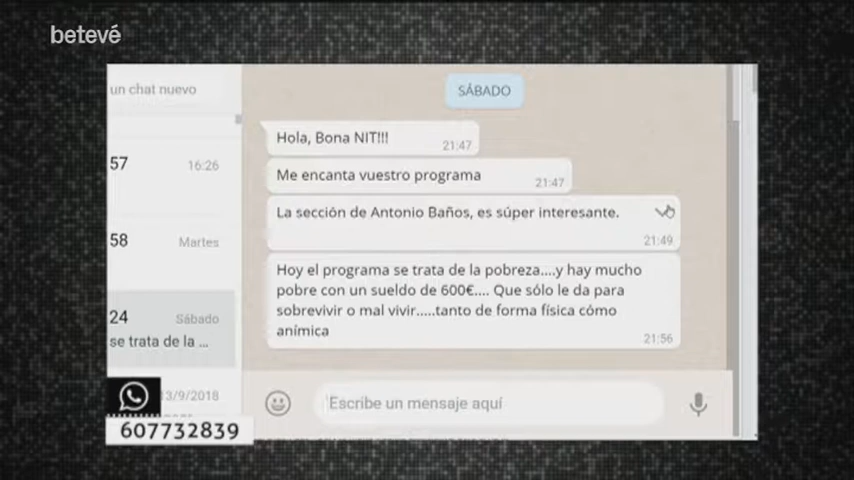 betevé
un chat nuevo
SÁBADO
Hola, Bona NIT!!!
21:47
57
16:26
Me encanta vuestro programa
21:47
La sección de Antonio Baños, es súper interesante.
21:49
58
Martes
Hoy el programa se trata de la pobreza....y hay mucho
pobre con un sueldo de 600€.... Que sólo le da para
sobrevivir o mal vivir.....tanto de forma física cómo
anímica
21:56
24
Sábado
se trata de la ...
13/9/2018
Escribe un mensaje aquí
607732839